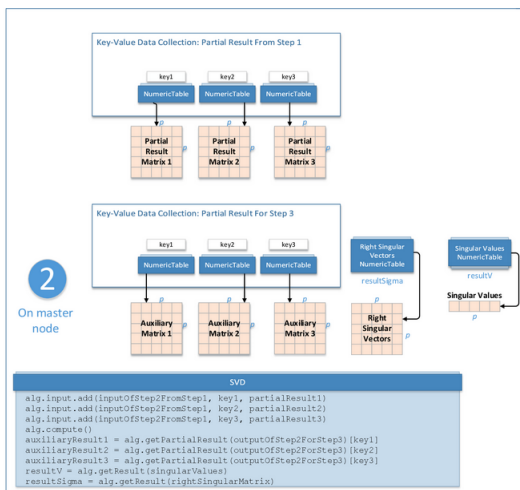 Key-Value Data Collection: Partial Result From Step 1
key1
key2
key3
NumericTable
NumericTable
NumericTable
p
p
p
Partial
Result
Matrix 1
p
Partial
Result
Matrix 2
p
Partial
Result
Matrix 3
p
Key-Value Data Collection: Partial Result For Step 3
key1
key2
key3
NumericTable
NumericTable
NumericTable
p
p
p
Auxiliary
Matrix 1
p
Auxiliary
Matrix 2
p
Auxiliary
Matrix 3
p
Right Singular
Vectors
NumericTable
resultSigma
p
Right
Singular
Vectors
p
Singular Values
NumericTable
resultV
Singular Values
p
2
On master
node
SVD
alg.input.add(inputOfStep2FromStep1, key1, partialResult1)
alg.input.add(inputOfStep2FromStep1, key2, partialResult2)
alg.input.add(inputOfStep2FromStep1, key3, partialResult3)
alg.compute()
auxiliaryResult1 = alg.getPartialResult(outputOfStep2ForStep3)[key1]
auxiliaryResult2 = alg.getPartialResult(outputOfStep2ForStep3)[key2]
auxiliaryResult3 = alg.getPartialResult(outputOfStep2ForStep3)[key3]
resultV = alg.getResult(singularValues)
resultSigma = alg.getResult(rightSingularMatrix)